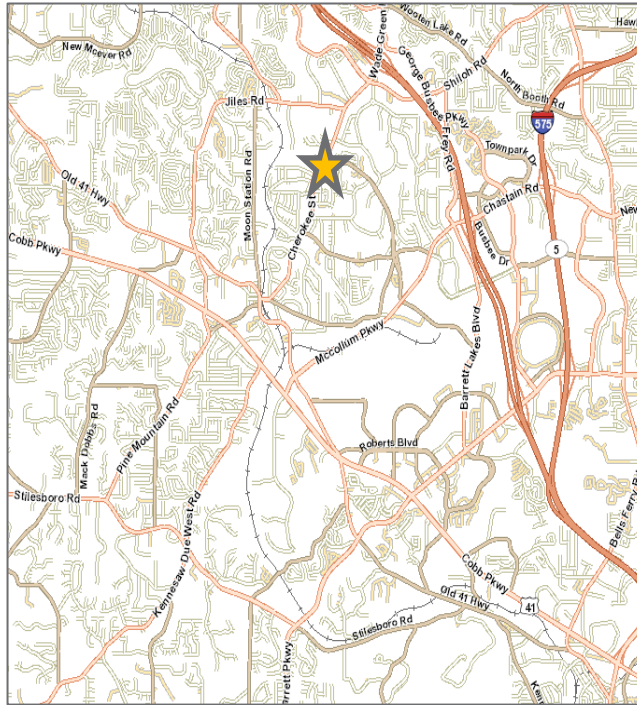 Wooten Lake Rd
New Mcever Rd
Wade Green
George Busbee Pkwy
Shiloh Rd
North Booth Rd
Jiles Rd
575
Frey Rd
Townpark Dr
Moon Station Rd
Old 41 Hwy
Chastain Rd
Cherokee St
New
Cobb Pkwy
Busbee Dr
5
Mccollum Pkwy
Barrett Lakes Blvd
Mack Dobbs Rd
Pine Mountain Rd
Roberts Blvd
Stilesboro Rd
Bells Ferry R
Kennesaw Due West Rd
Cobb Pkwy
Old 41 Hwy
41
Stilesboro Rd
rrett Pkwy